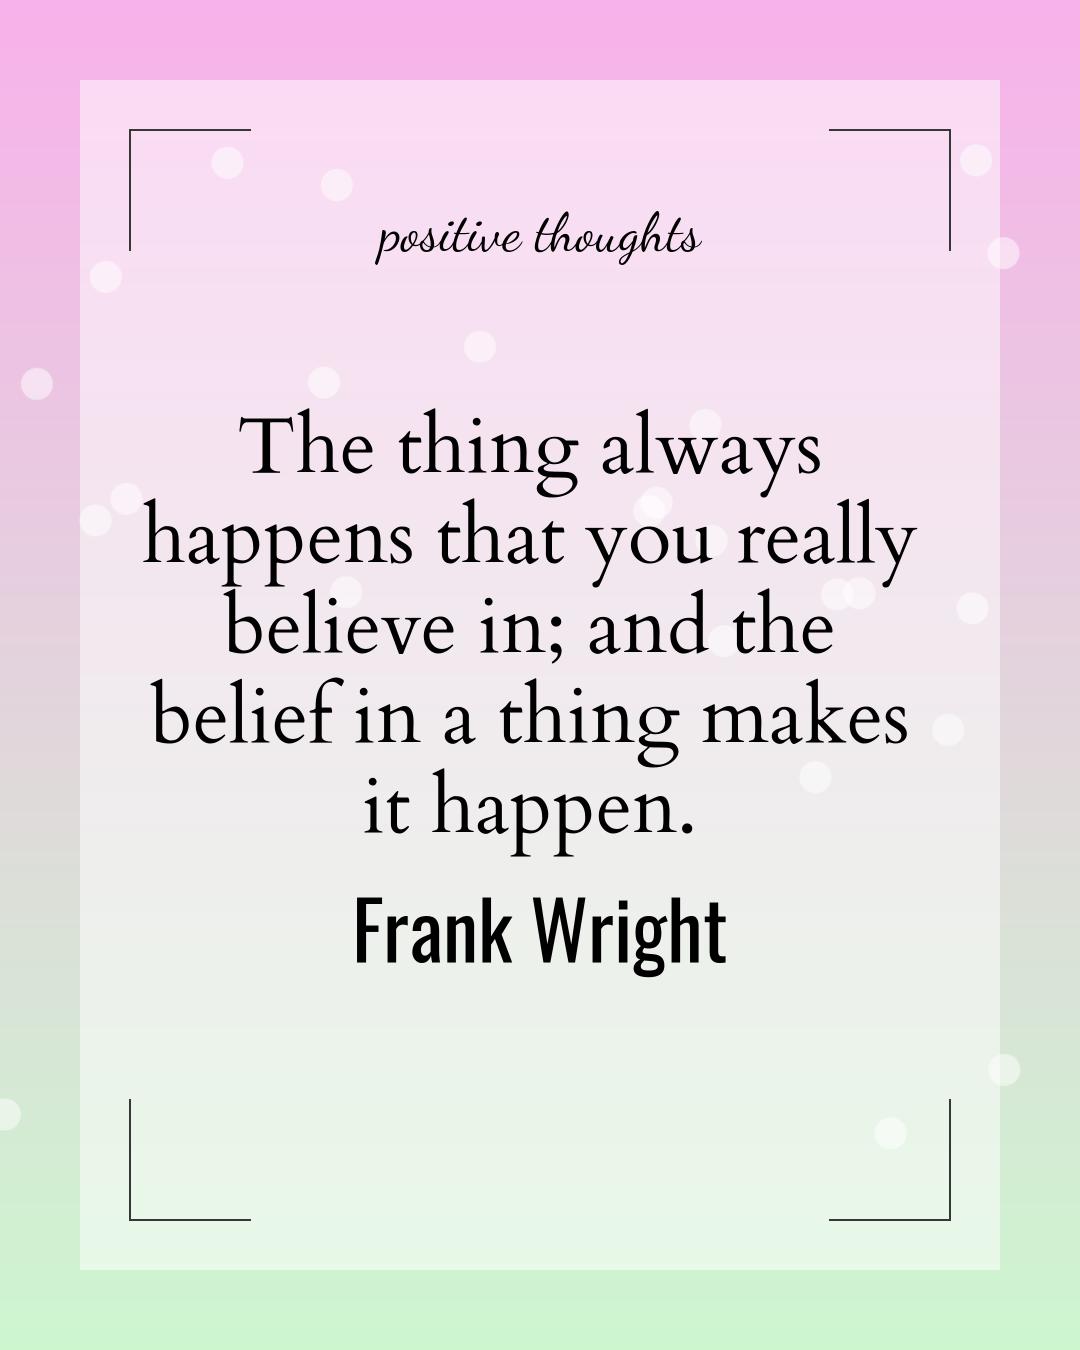 positive thoughts
The thing always
happens that you really
believe in; and the
belief in a thing makes
it happen.
Frank Wright